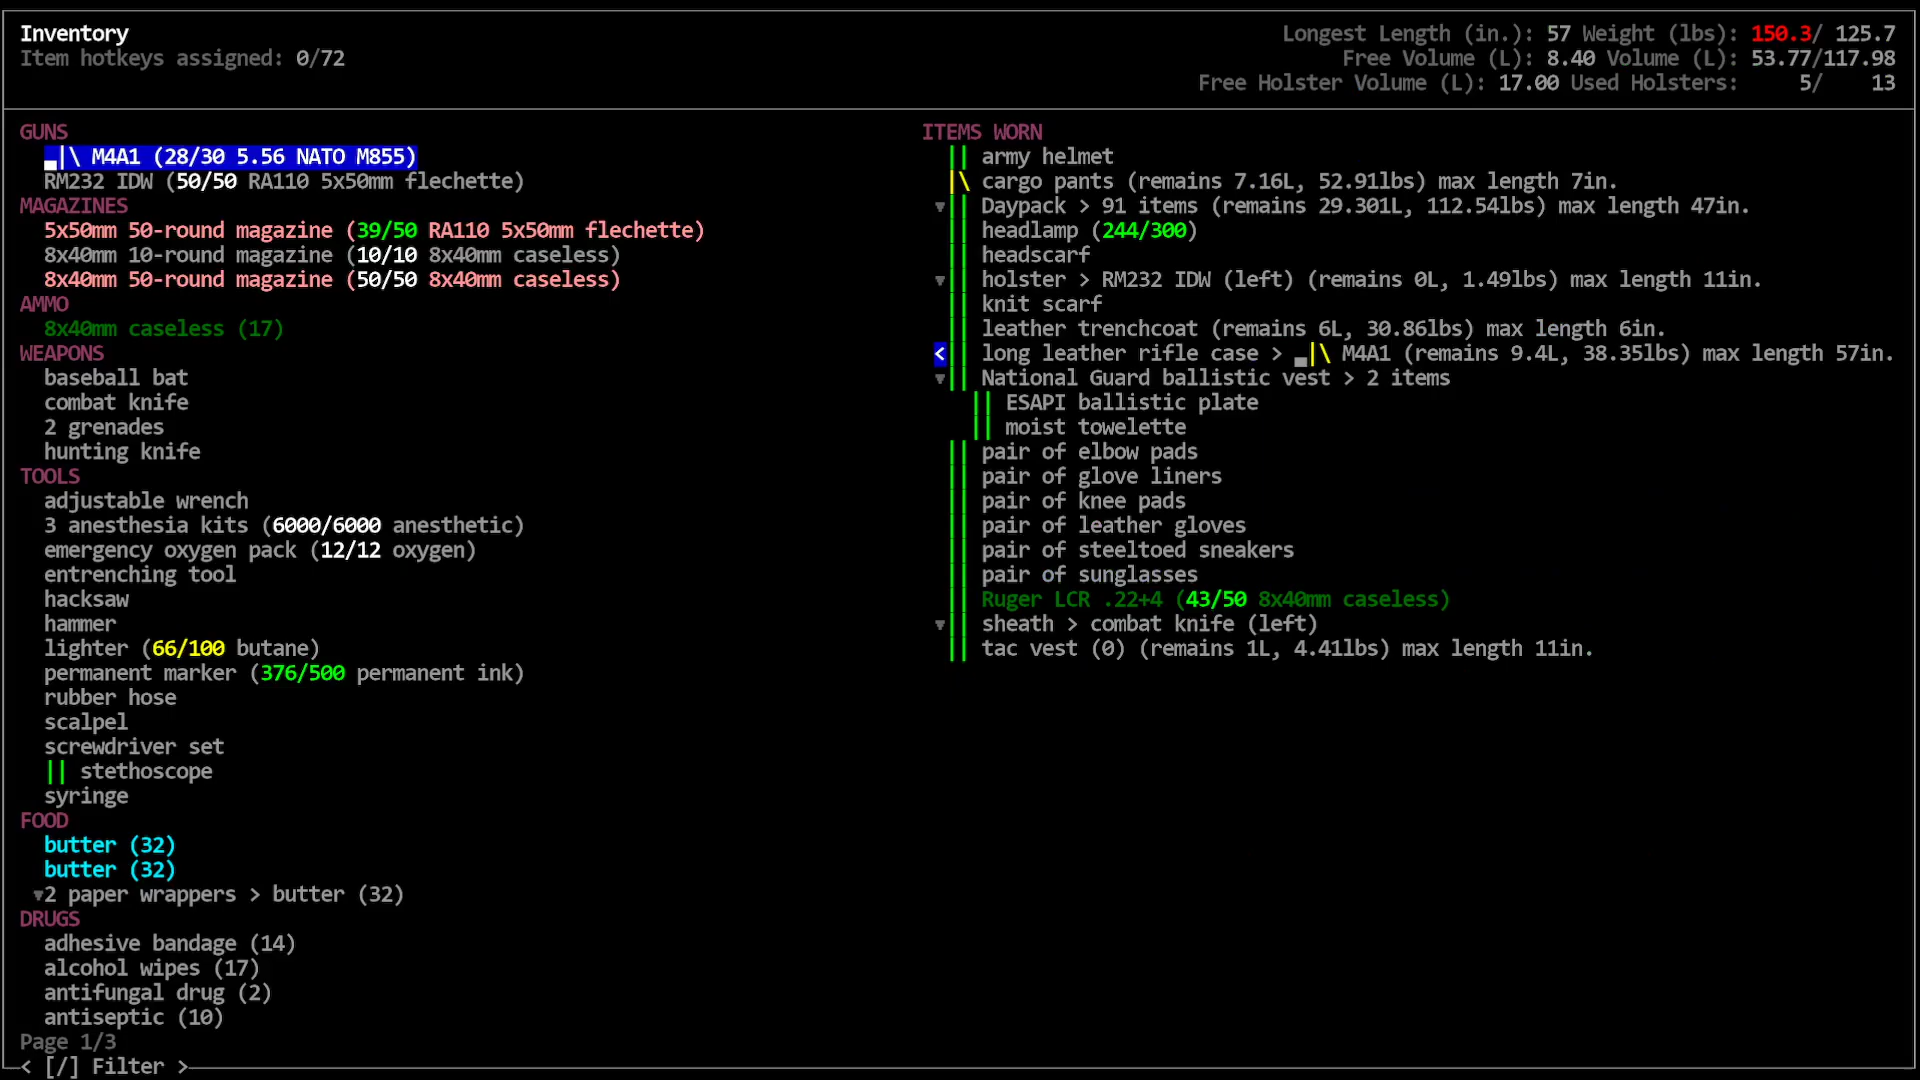 Inventory
Item hotkeys assigned: 0/72
Longest Length (in.): 57 Weight (lbs): 150.3/ 125.7
Free Volume (L): 8.40 Volume (L): 53.77/117.98
Free Holster Volume (L): 17.00 Used Holsters: 5/ 13
GUNS
▄|\ M4A1 (28/30 5.56 NATO M855)
RM232 IDW (50/50 RA110 5x50mm flechette)
MAGAZINES
5x50mm 50-round magazine (39/50 RA110 5x50mm flechette)
8x40mm 10-round magazine (10/10 8x40mm caseless)
8x40mm 50-round magazine (50/50 8x40mm caseless)
AMMO
8x40mm caseless (17)
WEAPONS
baseball bat
combat knife
2 grenades
hunting knife
TOOLS
adjustable wrench
3 anesthesia kits (6000/6000 anesthetic)
emergency oxygen pack (12/12 oxygen)
entrenching tool
hacksaw
hammer
lighter (66/100 butane)
permanent marker (376/500 permanent ink)
rubber hose
scalpel
screwdriver set
|| stethoscope
syringe
FOOD
butter (32)
butter (32)
▼2 paper wrappers > butter (32)
DRUGS
adhesive bandage (14)
alcohol wipes (17)
antifungal drug (2)
antiseptic (10)
Page 1/3
< [/] Filter >
ITEMS WORN
|| army helmet
|\ cargo pants (remains 7.16L, 52.91lbs) max length 7in.
▼|| Daypack > 91 items (remains 29.301L, 112.54lbs) max length 47in.
|| headlamp (244/300)
|| headscarf
▼|| holster > RM232 IDW (left) (remains 0L, 1.49lbs) max length 11in.
|| knit scarf
|| leather trenchcoat (remains 6L, 30.86lbs) max length 6in.
<|| long leather rifle case > ▄|\ M4A1 (remains 9.4L, 38.35lbs) max length 57in.
▼|| National Guard ballistic vest > 2 items
|| ESAPI ballistic plate
|| moist towelette
|| pair of elbow pads
|| pair of glove liners
|| pair of knee pads
|| pair of leather gloves
|| pair of steeltoed sneakers
|| pair of sunglasses
|| Ruger LCR .22+4 (43/50 8x40mm caseless)
▼|| sheath > combat knife (left)
|| tac vest (0) (remains 1L, 4.41lbs) max length 11in.